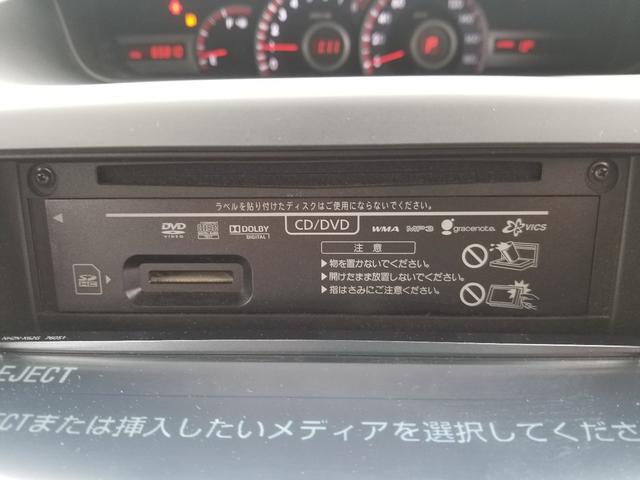 ラベルを貼り付けたディスクはご使用にならないでください。
DVD VIDEO DOLBY DIGITAL CD/DVD WMA MP3 gracenote. VICS
注意
▶物を置かないでください。
▶開けたまま放置しないでください。
▶指はさみにご注意ください。
EJECT
ECTまたは挿入したいメディアを選択してくださ